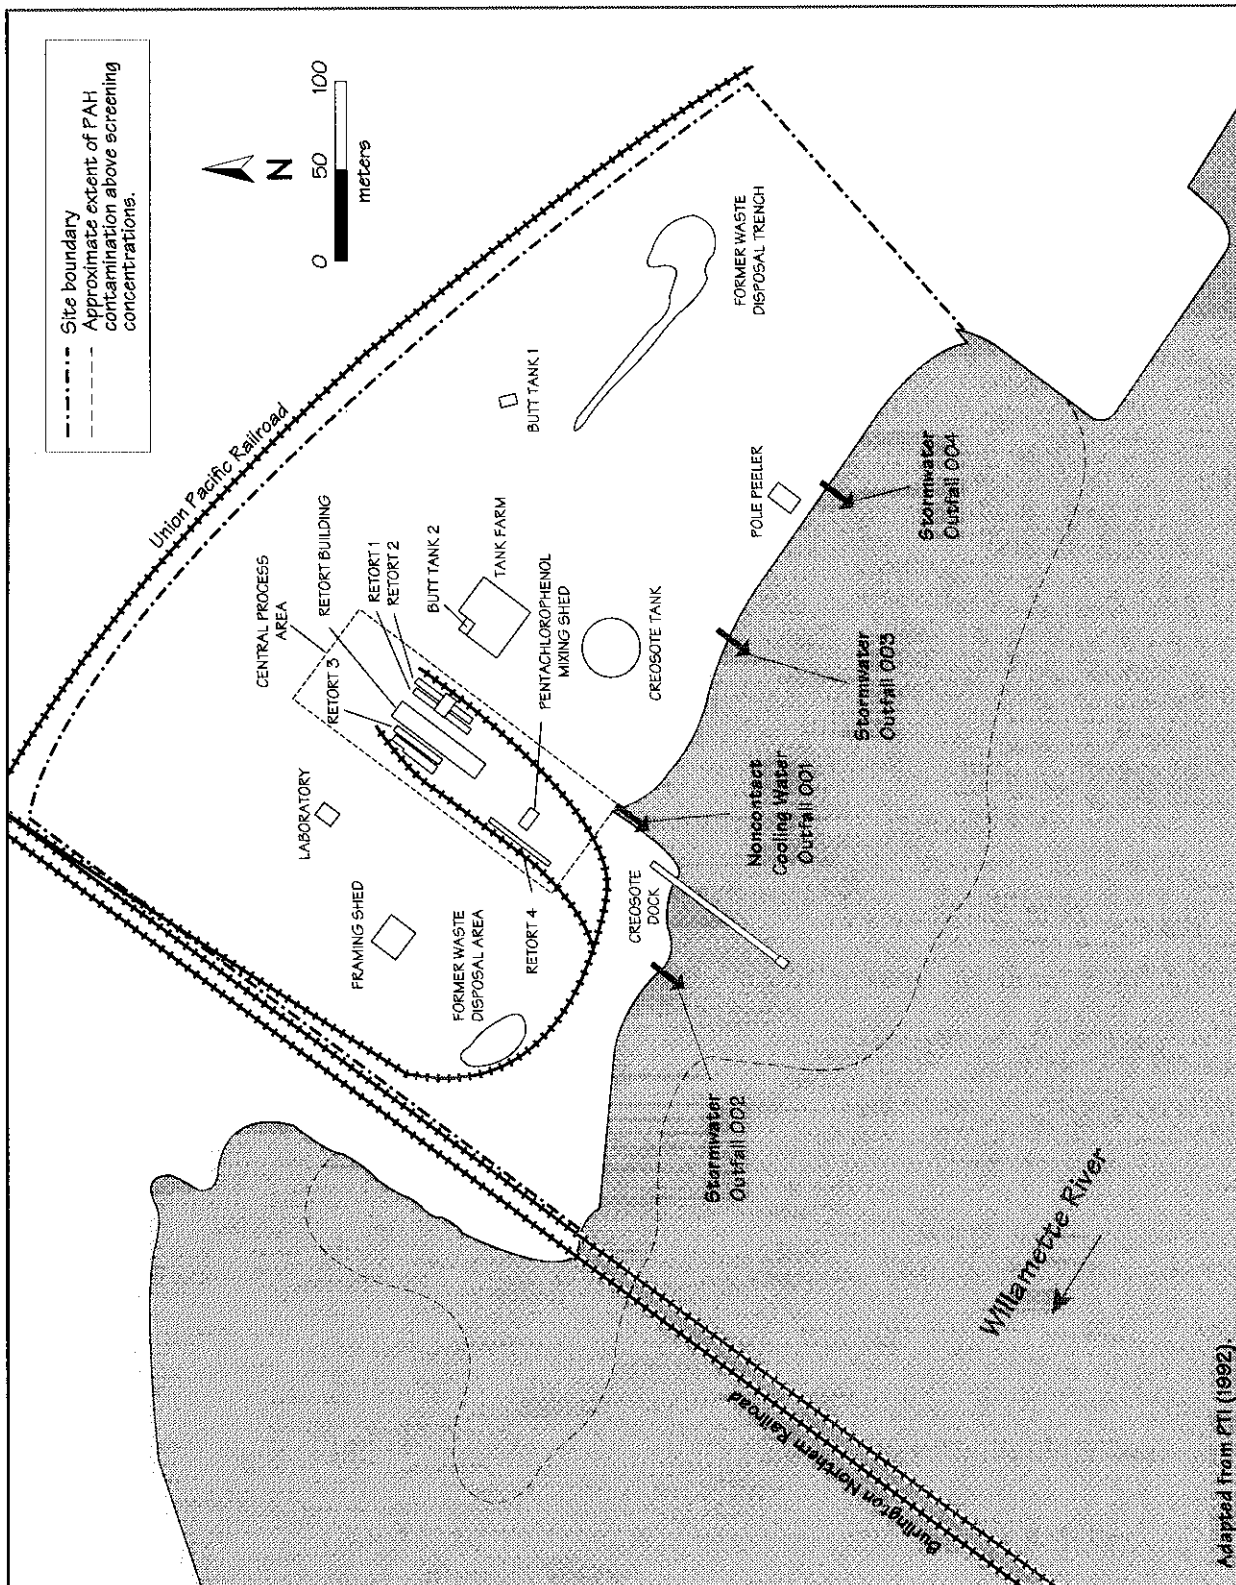 Site boundary
Approximate extent of PAH
contamination above screening
concentrations.
N
0 50 100
meters
Union Pacific Railroad
CENTRAL PROCESS
AREA
RETORT BUILDING
RETORT 1
RETORT 2
RETORT 3
BUTT TANK 2
TANK FARM
BUTT TANK 1
FORMER WASTE
DISPOSAL TRENCH
LABORATORY
FRAMING SHED
FORMER WASTE
DISPOSAL AREA
RETORT 4
PENTACHLOROPHENOL
MIXING SHED
CREOSOTE TANK
POLE PEELER
CREOSOTE
DOCK
Stormwater
Outfall 002
Noncontact
Cooling Water
Outfall 001
Stormwater
Outfall 003
Stormwater
Outfall 004
Willamette River
Burlington Northern Railroad
Adapted from PTI (1992).